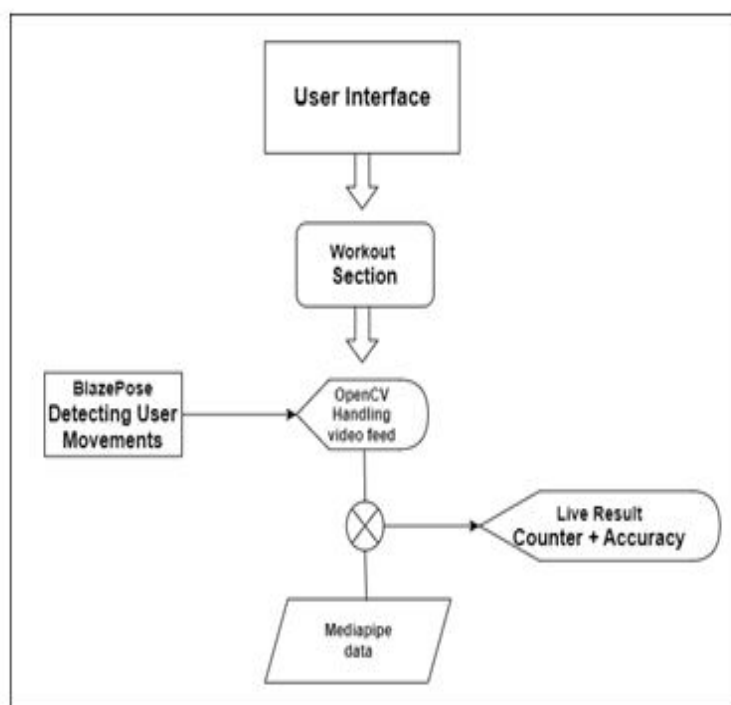 User Interface
Workout
Section
BlazePose
Detecting User
Movements
OpenCV
Handling
video feed
Live Result
Counter + Accuracy
Mediapipe
data